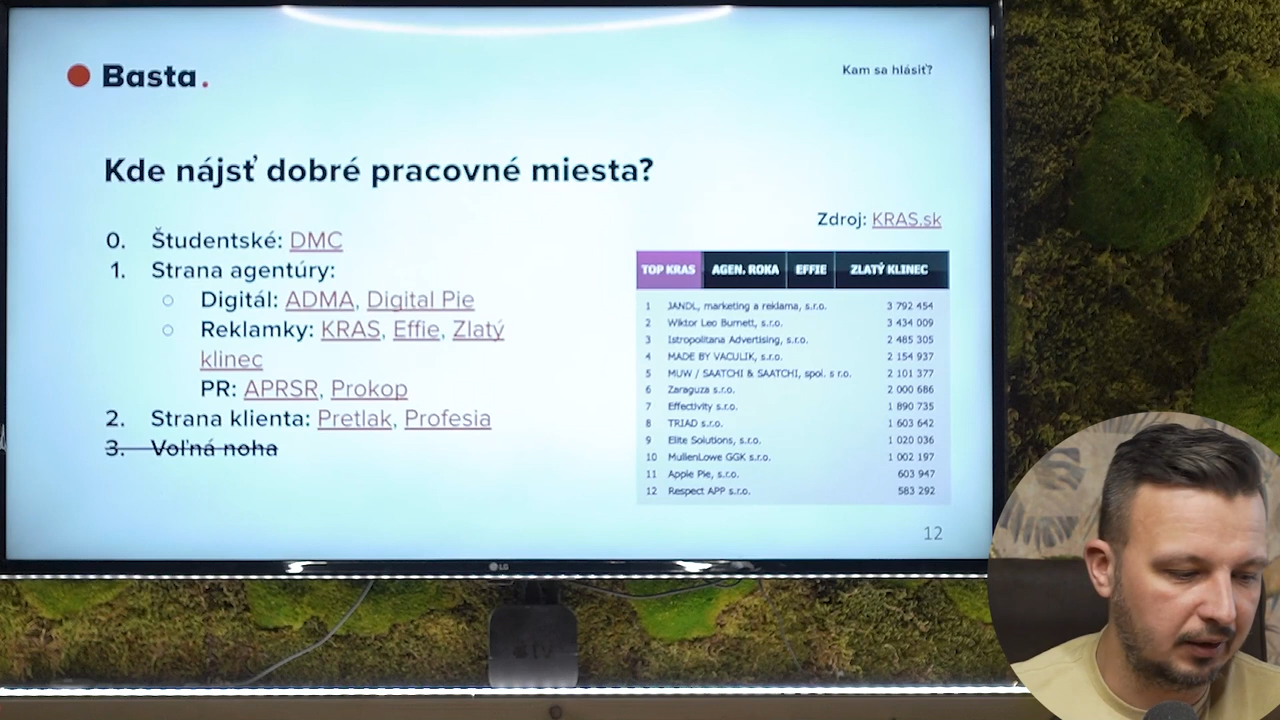 Basta.
Kam sa hlásiť?
Kde nájsť dobré pracovné miesta?
0. Študentské: DMC
1. Strana agentúry:
○ Digitál: ADMA, Digital Pie
○ Reklamky: KRAS, Effie, Zlatý
klinec
PR: APRSR, Prokop
2. Strana klienta: Pretlak, Profesia
3. Voľná noha
Zdroj: KRAS.sk
TOP KRAS AGEN. ROKA EFFIE ZLATÝ KLINEC
1 JANDL, marketing a reklama, s.r.o. 3 792 454
2 Wiktor Leo Burnett, s.r.o. 3 434 009
3 Istropolitana Advertising, s.r.o. 2 485 305
4 MADE BY VACULIK, s.r.o. 2 154 937
5 MUW / SAATCHI & SAATCHI, spol. s r.o. 2 101 377
6 Zaraguza s.r.o. 2 000 686
7 Effectivity s.r.o. 1 890 735
8 TRIAD s.r.o. 1 603 642
9 Elite Solutions, s.r.o. 1 020 036
10 MullenLowe GGK s.r.o. 1 002 197
11 Apple Pie, s.r.o. 603 947
12 Respect APP s.r.o. 583 292
12
LG
tv